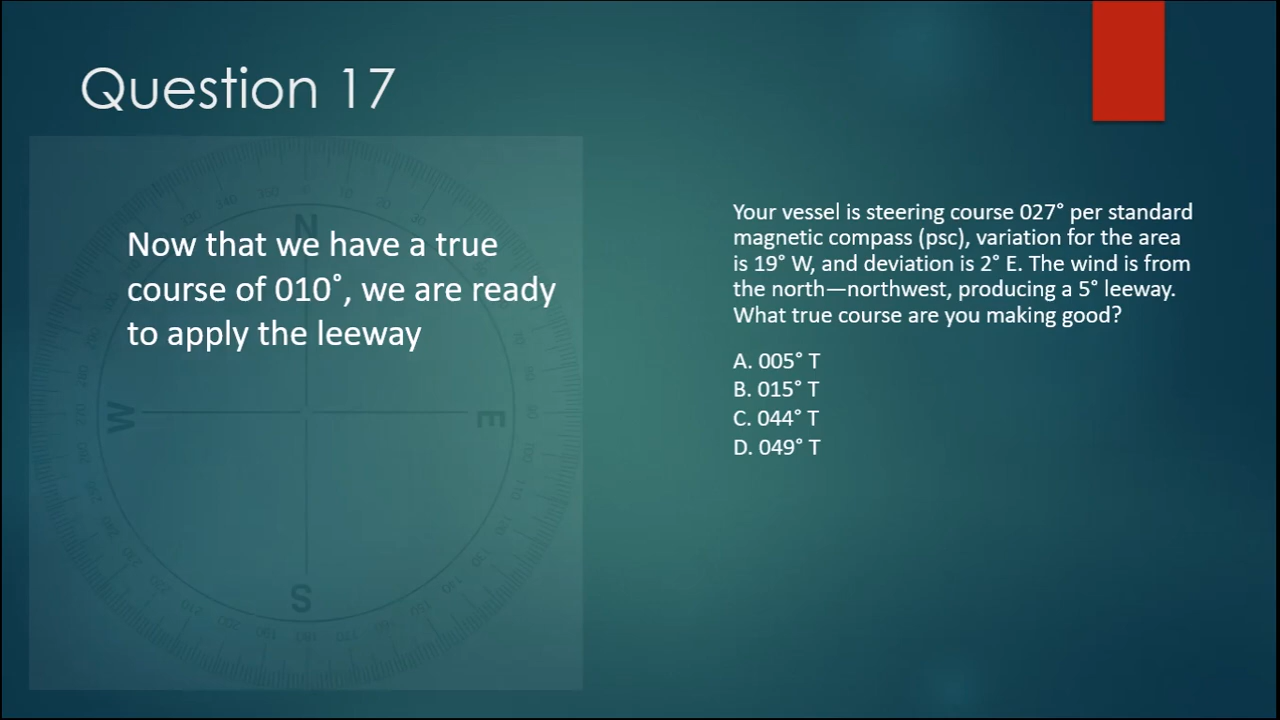 Question 17
Now that we have a true
course of 010˚, we are ready
to apply the leeway
N
W
E
S
Your vessel is steering course 027° per standard
magnetic compass (psc), variation for the area
is 19° W, and deviation is 2° E. The wind is from
the north—northwest, producing a 5° leeway.
What true course are you making good?
A. 005° T
B. 015° T
C. 044° T
D. 049° T